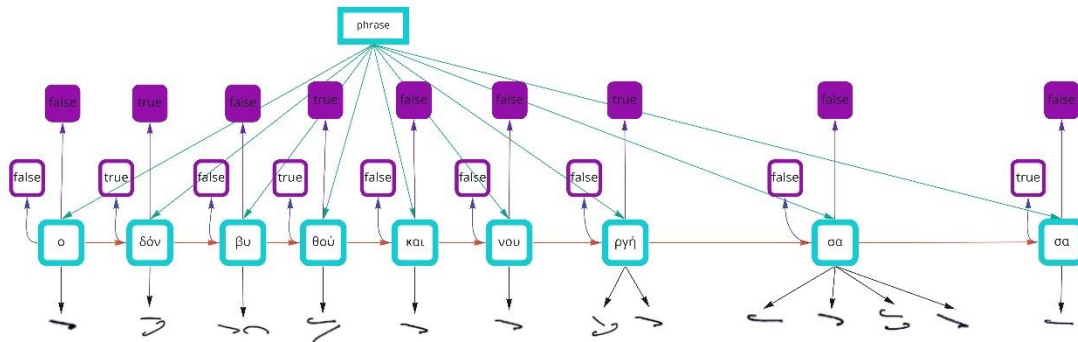 phrase
false true false true false false true false false
false true false true false false false false true
ο δόν βυ θού και νου ργή σα σα